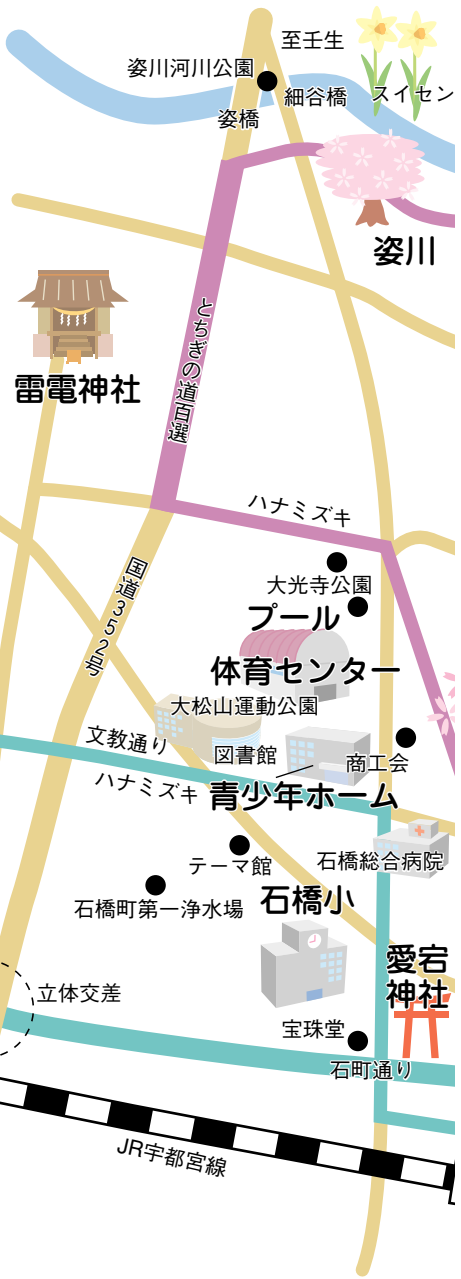 至壬生
姿川河川公園
細谷橋
スイセン
姿橋
姿川
とちぎの道百選
雷電神社
ハナミズキ
国道352号
大光寺公園
プール
体育センター
大松山運動公園
文教通り
図書館
商工会
ハナミズキ
青少年ホーム
テーマ館
石橋総合病院
石橋町第一浄水場
石橋小
愛宕
神社
立体交差
宝珠堂
石町通り
JR宇都宮線